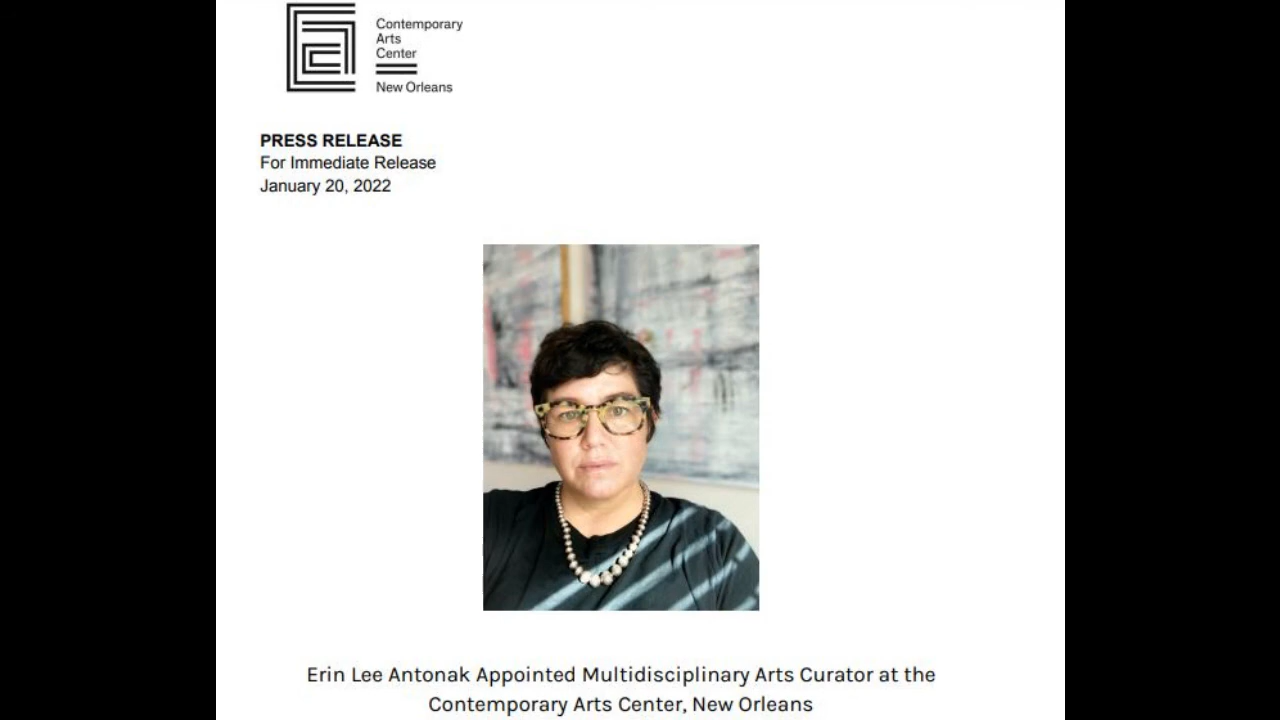 Contemporary
Arts
Center
New Orleans
PRESS RELEASE
For Immediate Release
January 20, 2022
Erin Lee Antonak Appointed Multidisciplinary Arts Curator at the
Contemporary Arts Center, New Orleans